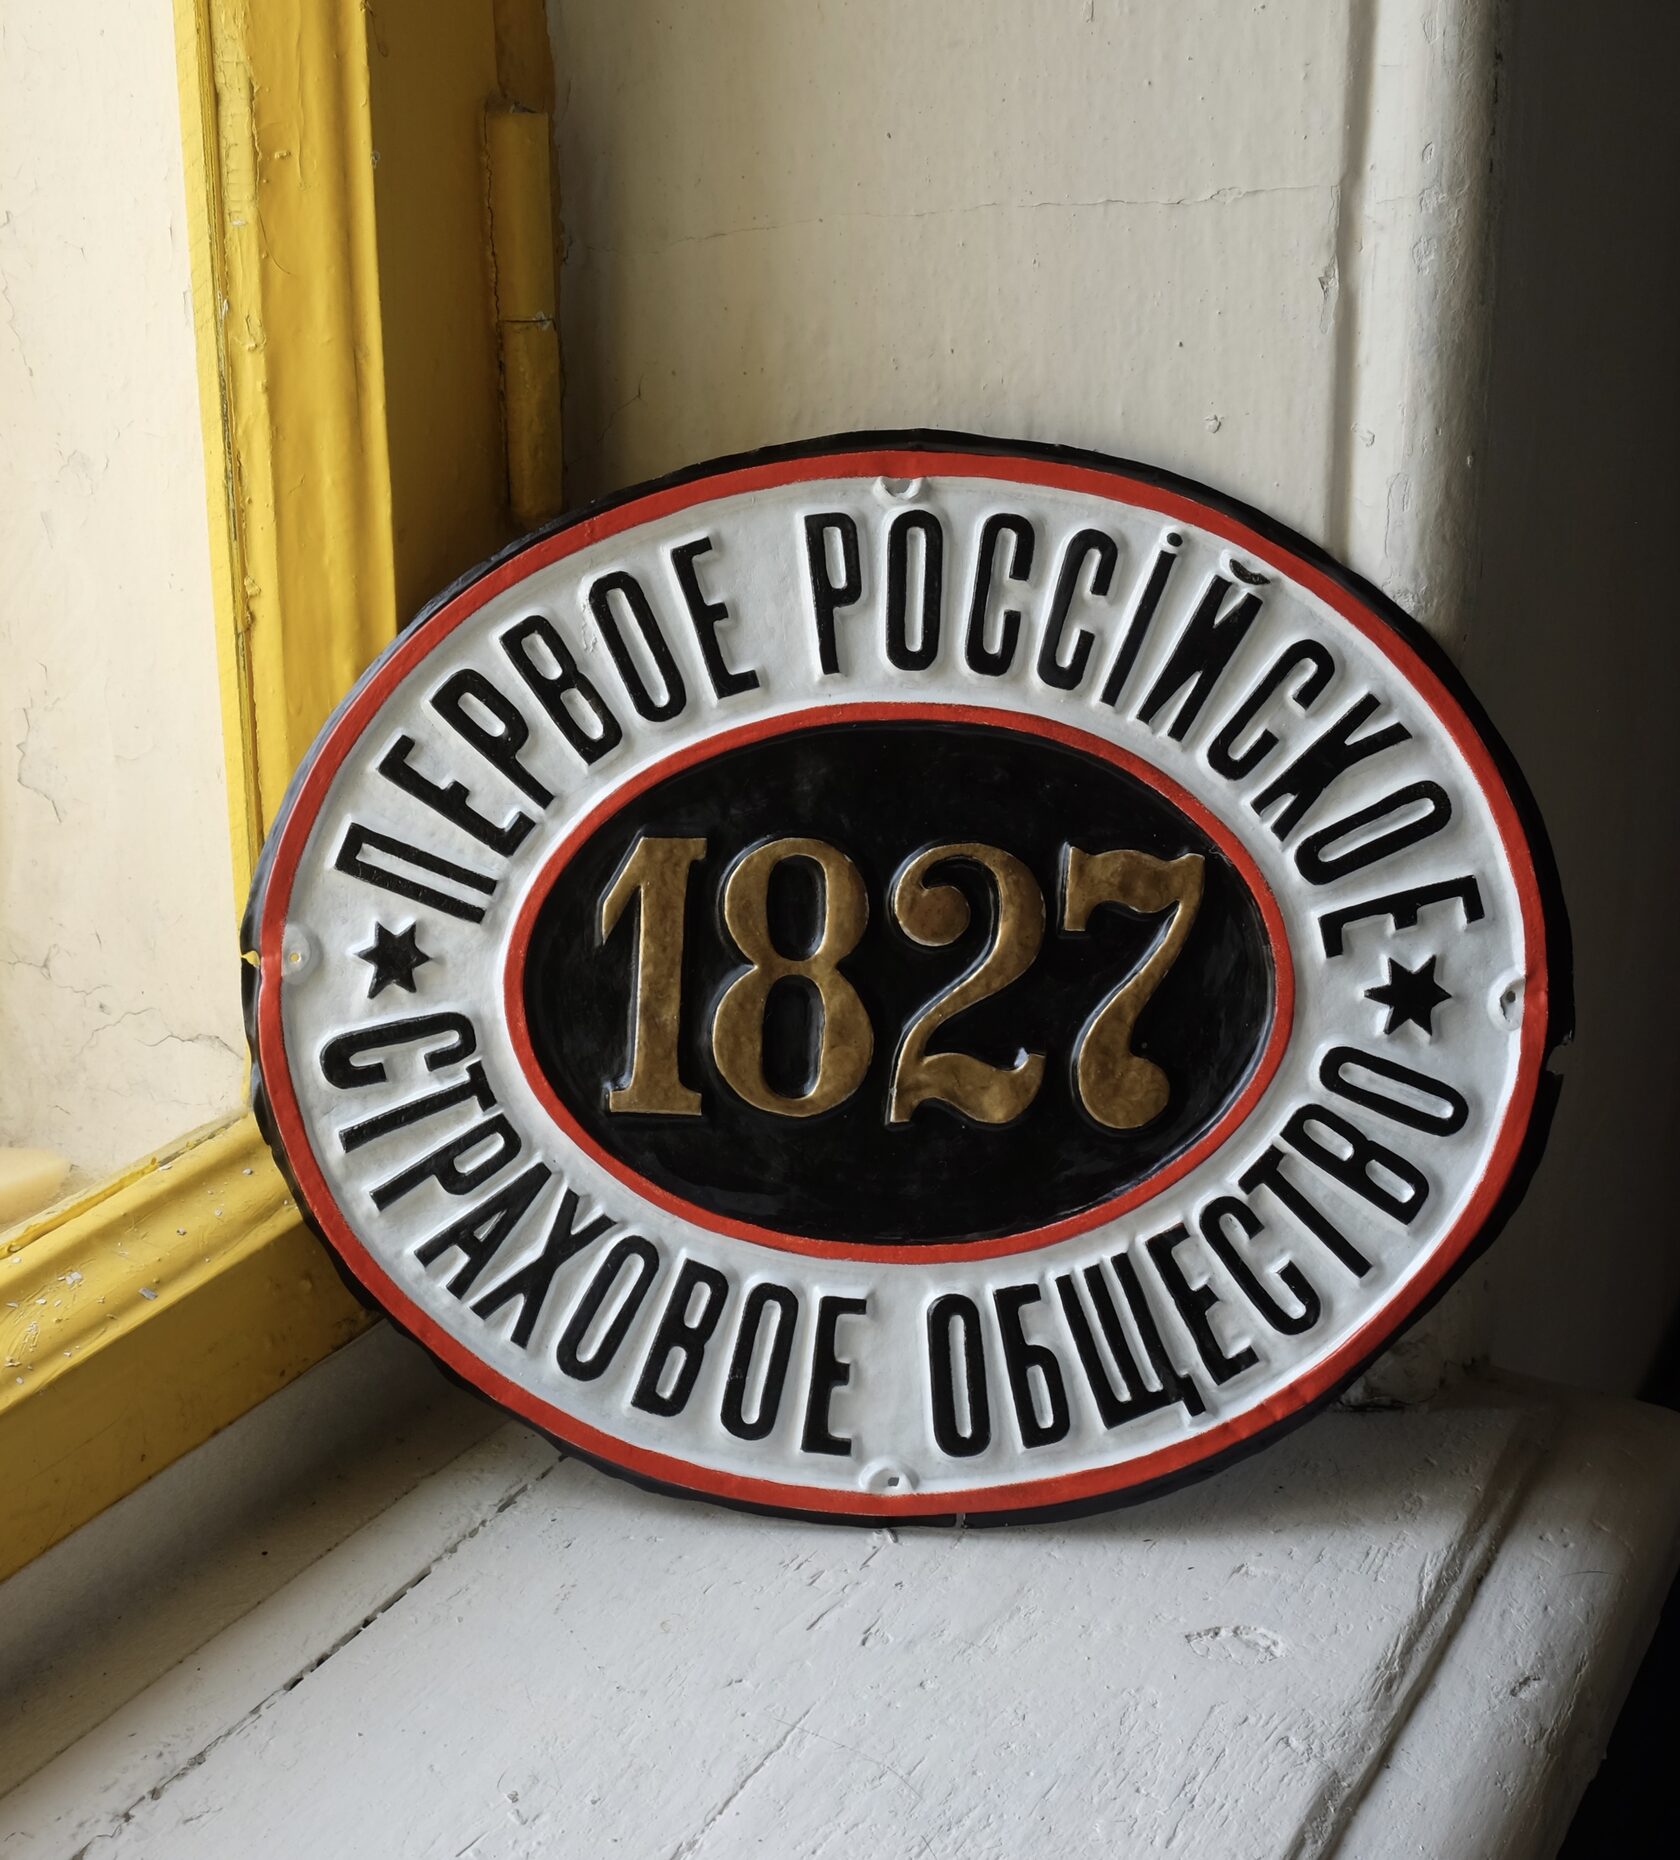 ПЕРВОЕ РОССІЙСКОЕ
1827
СТРАХОВОЕ ОБЩЕСТВО